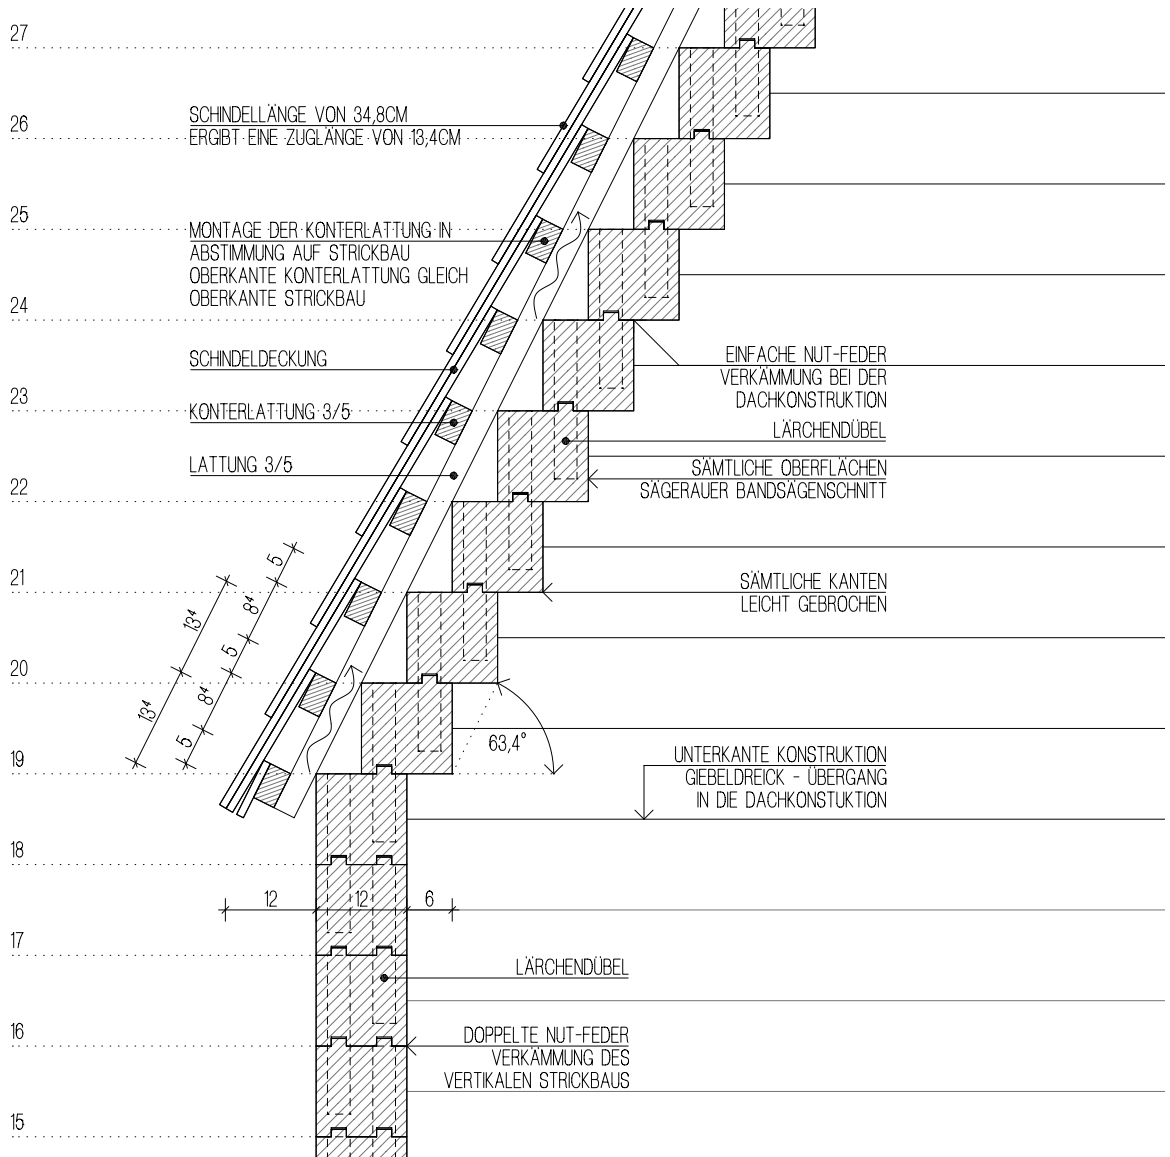 27
SCHINDELLÄNGE VON 34,8CM
26
ERGIBT EINE ZUGLÄNGE VON 13,4CM
25
MONTAGE DER KONTERLATTUNG IN
ABSTIMMUNG AUF STRICKBAU
OBERKANTE KONTERLATTUNG GLEICH
OBERKANTE STRICKBAU
24
SCHINDELDECKUNG
EINFACHE NUT-FEDER
VERKÄMMUNG BEI DER
DACHKONSTRUKTION
23
KONTERLATTUNG 3/5
LÄRCHENDÜBEL
LATTUNG 3/5
SÄMTLICHE OBERFLÄCHEN
SÄGERAUER BANDSÄGENSCHNITT
22
5
21
8⁴
13⁴
SÄMTLICHE KANTEN
LEICHT GEBROCHEN
5
20
8⁴
13⁴
5
63,4°
19
UNTERKANTE KONSTRUKTION
GIEBELDREICK - ÜBERGANG
IN DIE DACHKONSTUKTION
18
12
12
6
17
LÄRCHENDÜBEL
16
DOPPELTE NUT-FEDER
VERKÄMMUNG DES
VERTIKALEN STRICKBAUS
15